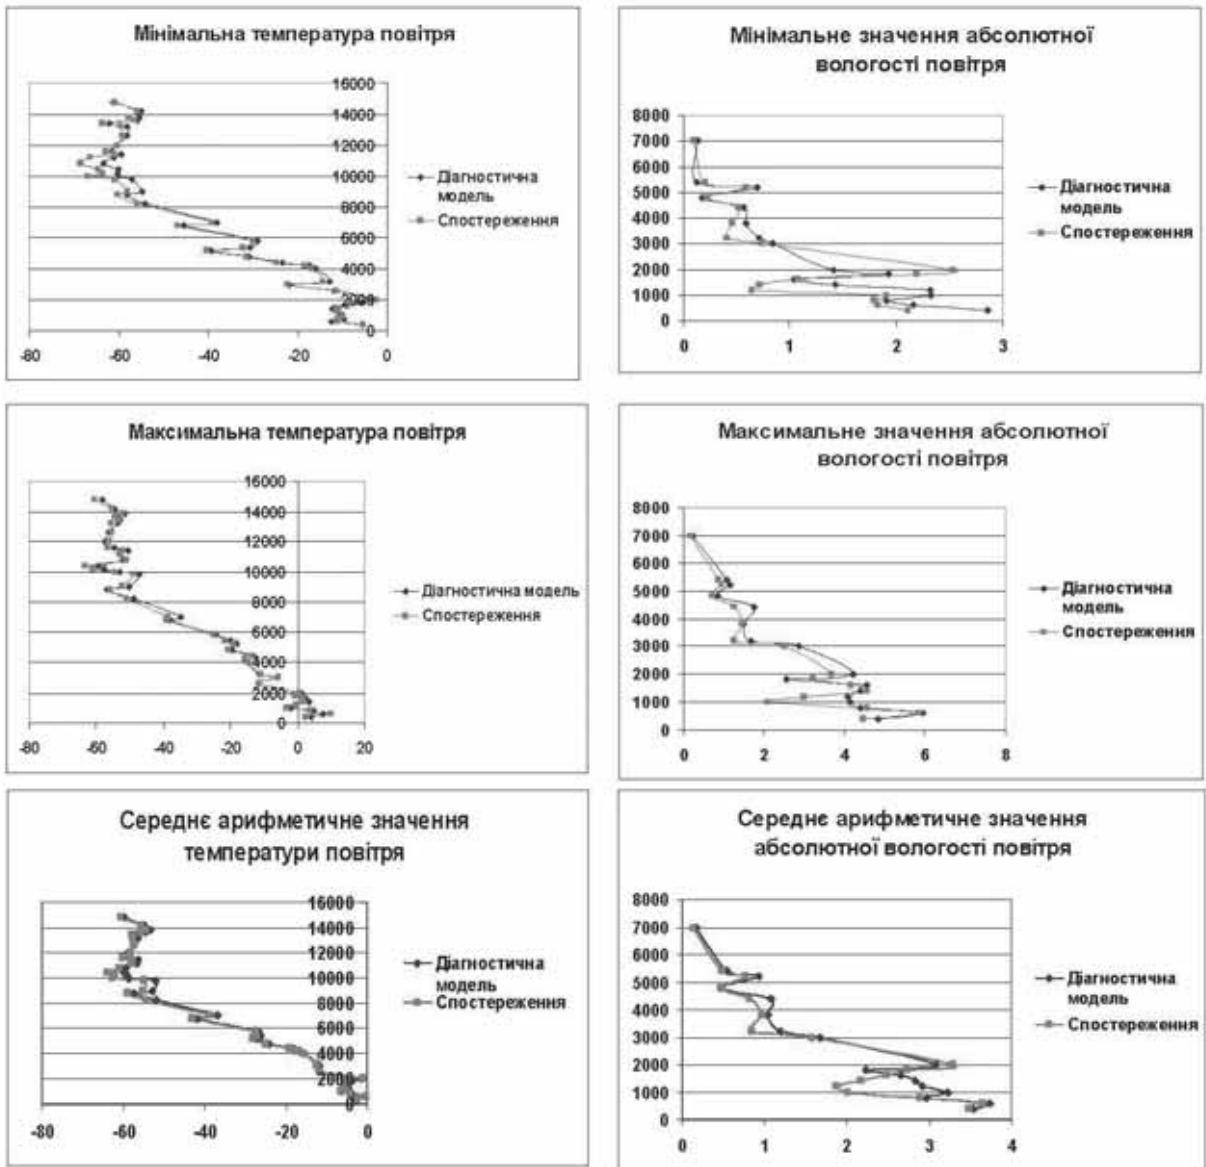 Мінімальна температура повітря
16000
14000
12000
10000
8000
6000
4000
2000
0
-80 -60 -40 -20 0
Діагностична
модель
Спостереження
Мінімальне значення абсолютної
вологості повітря
8000
7000
6000
5000
4000
3000
2000
1000
0
0 1 2 3
Діагностична
модель
Спостереження
Максимальна температура повітря
16000
14000
12000
10000
8000
6000
4000
2000
0
-80 -60 -40 -20 0 20
Діагностична модель
Спостереження
Максимальне значення абсолютної
вологості повітря
8000
7000
6000
5000
4000
3000
2000
1000
0
0 2 4 6 8
Діагностична
модель
Спостереження
Середнє арифметичне значення
температури повітря
16000
14000
12000
10000
8000
6000
4000
2000
0
-80 -60 -40 -20 0
Діагностична
модель
Спостереження
Середнє арифметичне значення
абсолютної вологості повітря
8000
7000
6000
5000
4000
3000
2000
1000
0
0 1 2 3 4
Діагностична
модель
Спостереження